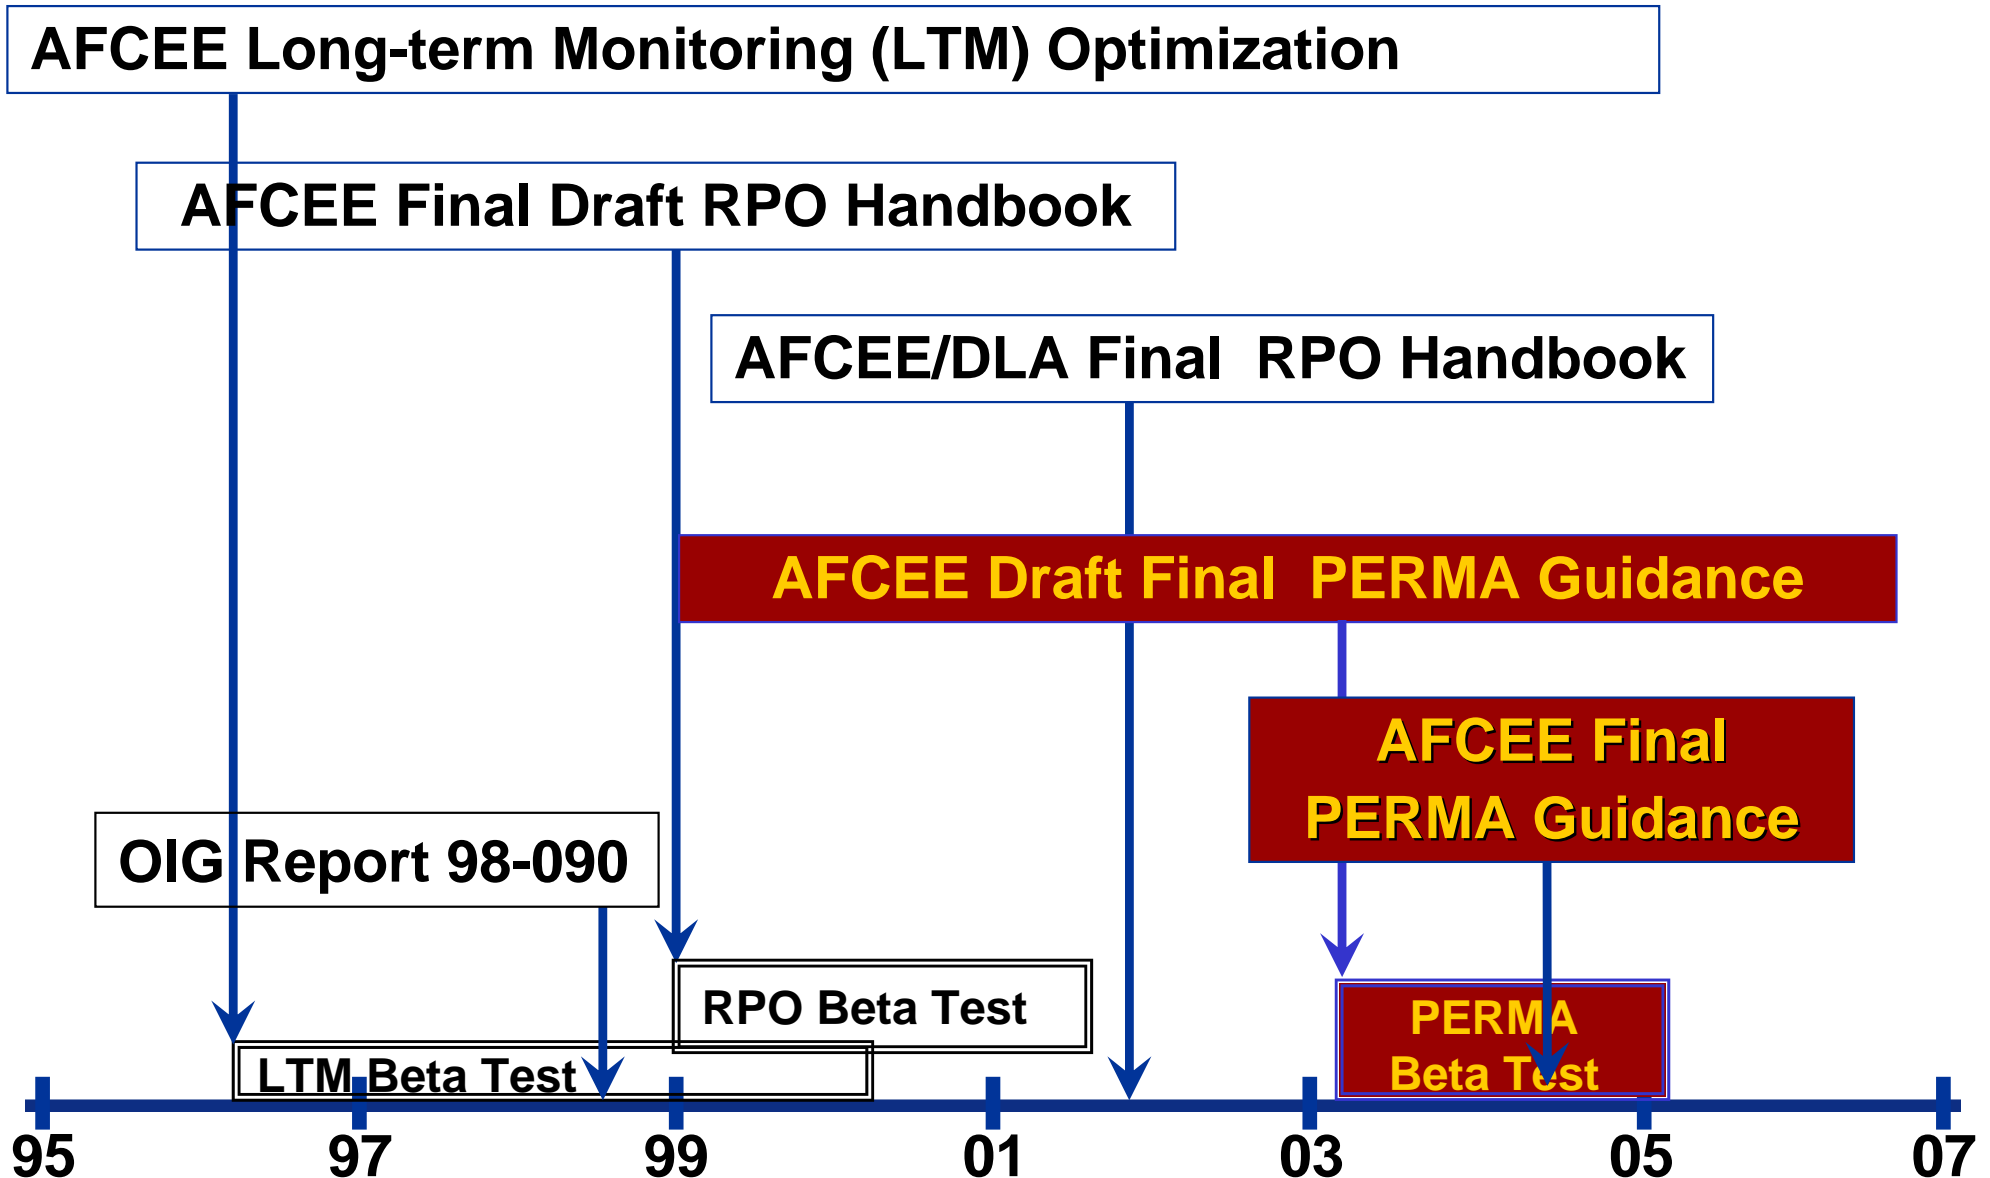 AFCEE Long-term Monitoring (LTM) Optimization
AFCEE Final Draft RPO Handbook
AFCEE/DLA Final RPO Handbook
AFCEE Draft Final PERMA Guidance
AFCEE Final
PERMA Guidance
OIG Report 98-090
RPO Beta Test
PERMA
Beta Test
LTM Beta Test
95 97 99 01 03 05 07